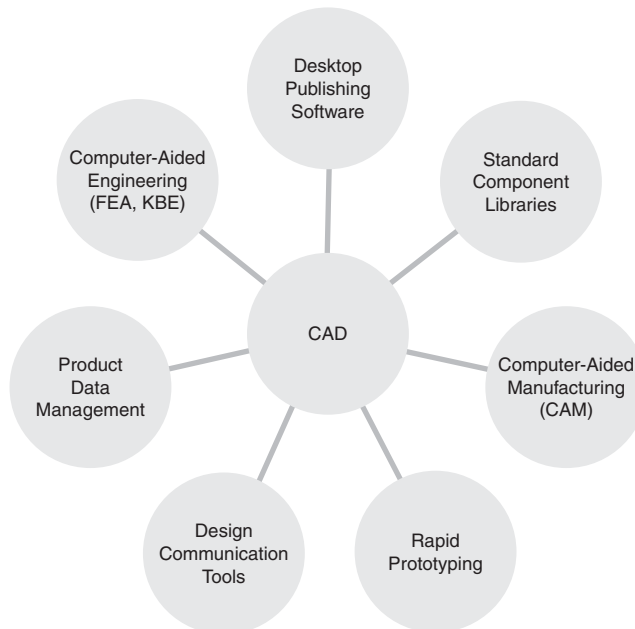 Desktop
Publishing
Software
Computer-Aided
Engineering
(FEA, KBE)
Standard
Component
Libraries
CAD
Product
Data
Management
Computer-Aided
Manufacturing
(CAM)
Design
Communication
Tools
Rapid
Prototyping